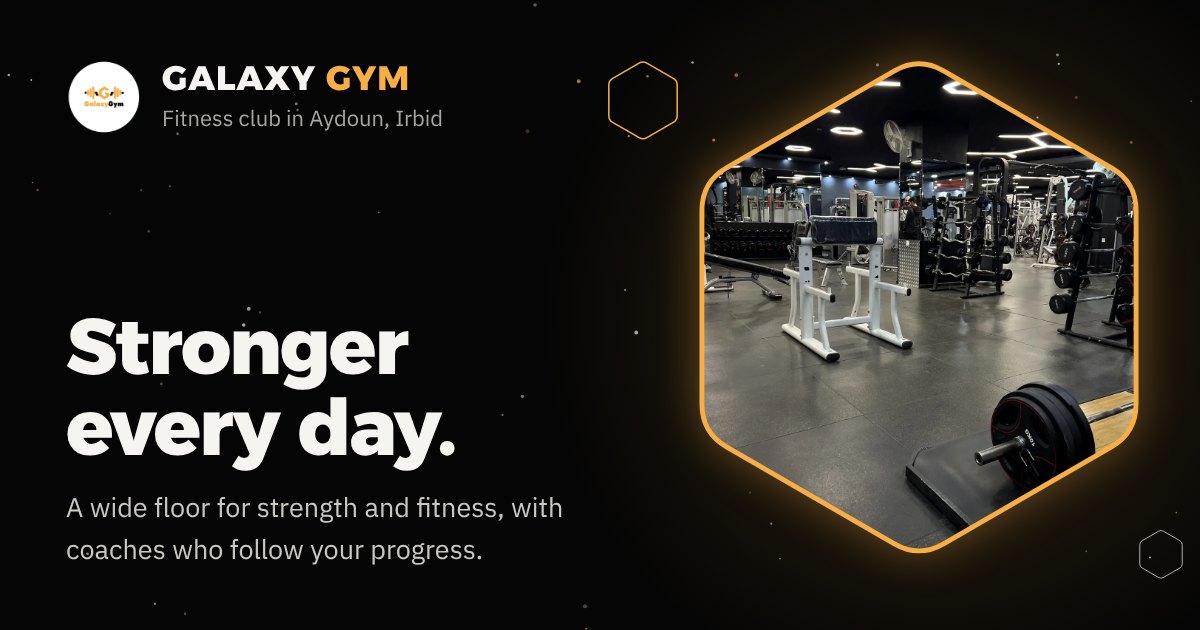 GalaxyGym
GALAXY GYM
Fitness club in Aydoun, Irbid
Stronger
every day.
A wide floor for strength and fitness, with
coaches who follow your progress.
10KG